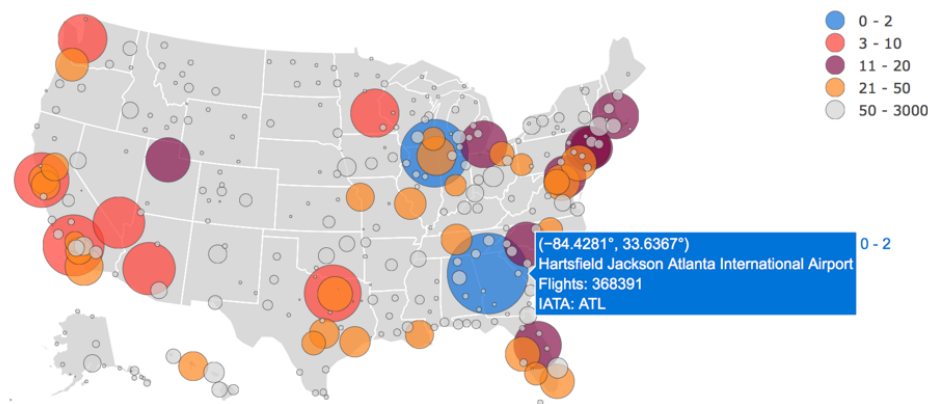 0 - 2
3 - 10
11 - 20
21 - 50
50 - 3000
(−84.4281°, 33.6367°)
Hartsfield Jackson Atlanta International Airport
Flights: 368391
IATA: ATL
0 - 2